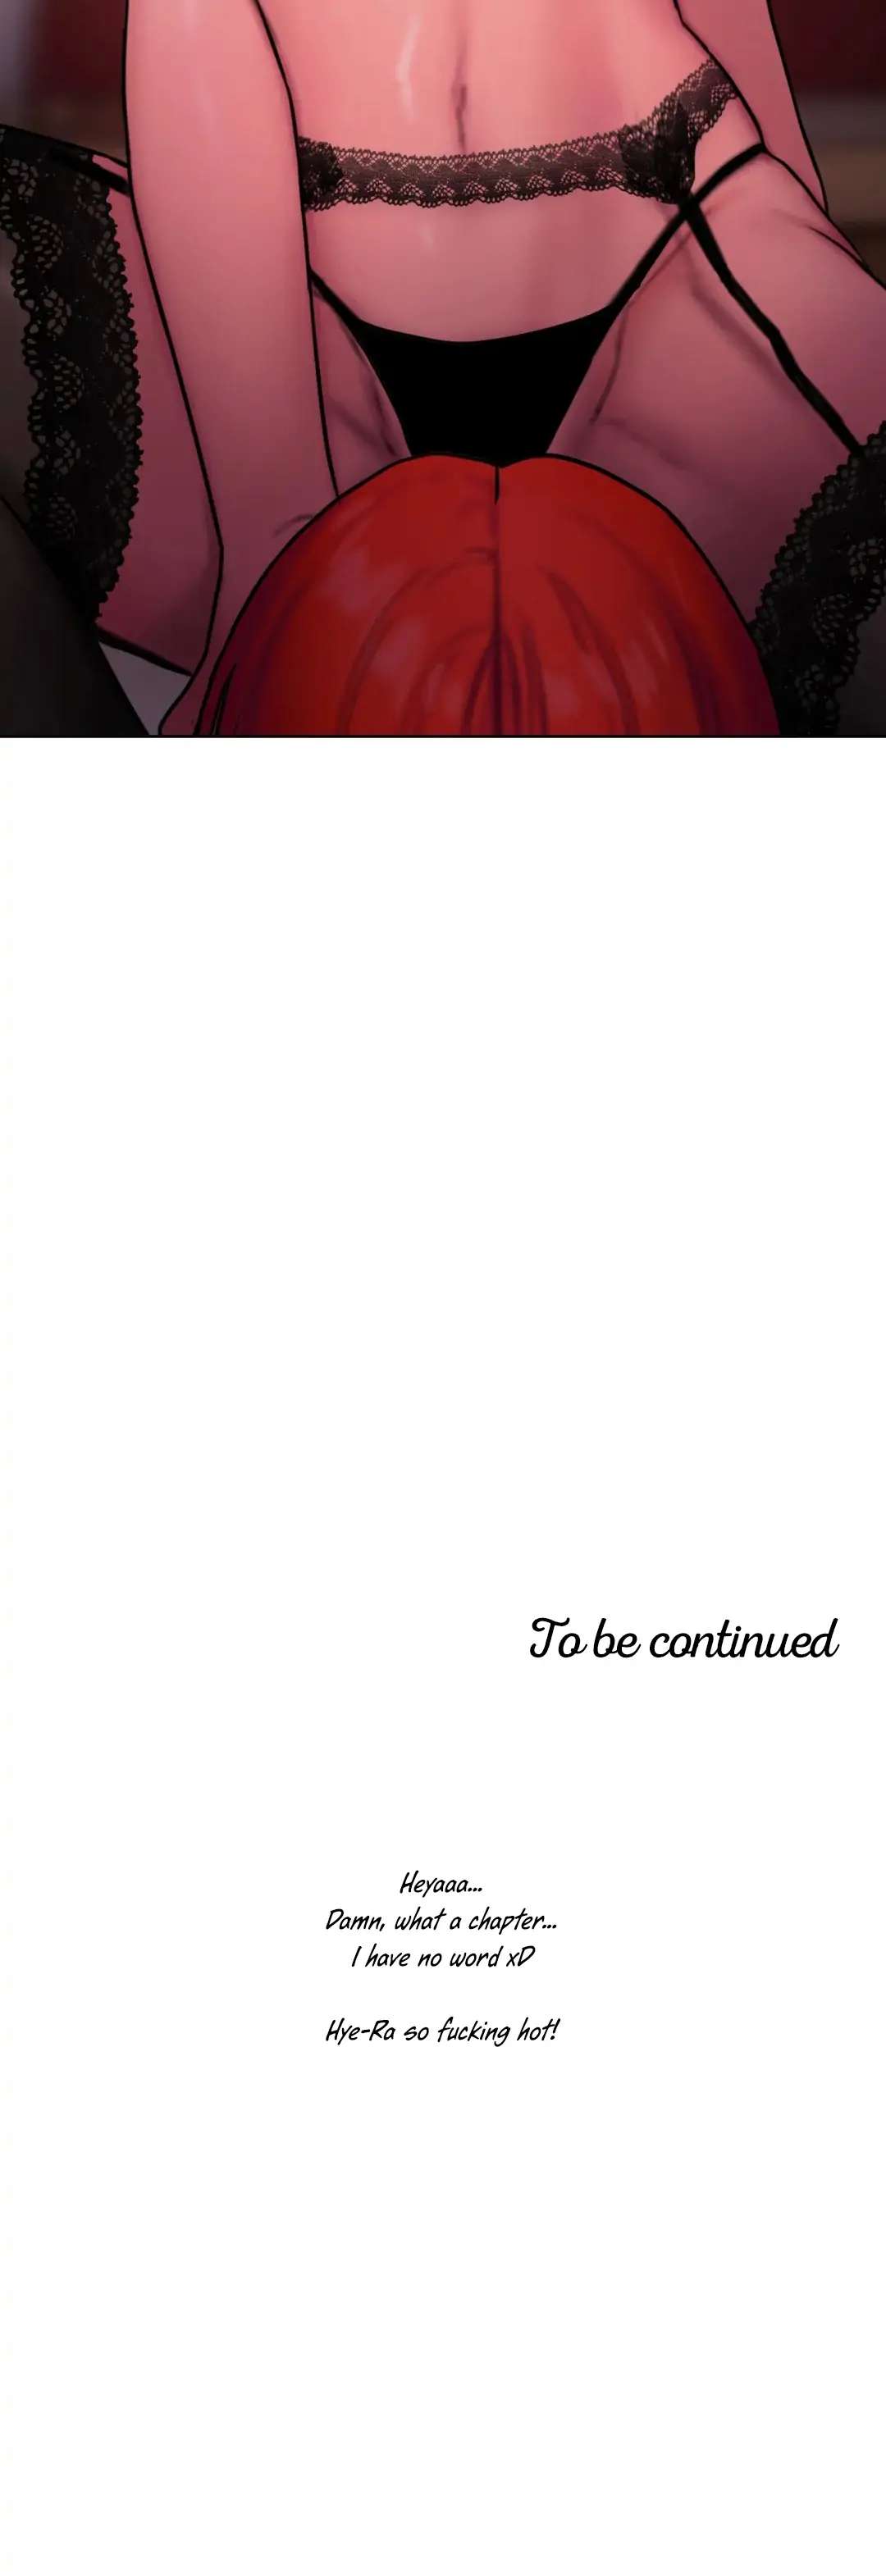 To be continued
Heyaaa...
Damn, what a chapter...
I have no word xD
Hye-Ra so fucking hot!